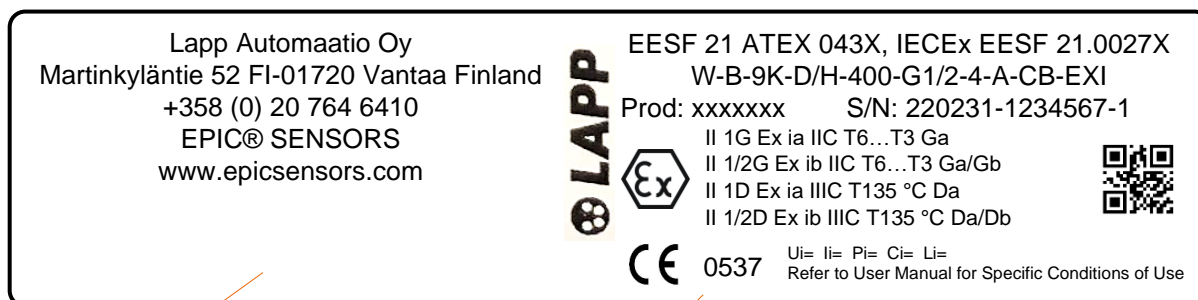 Lapp Automaatio Oy
Martinkyläntie 52 FI-01720 Vantaa Finland
+358 (0) 20 764 6410
EPIC® SENSORS
www.epicsensors.com
LAPP
EESF 21 ATEX 043X, IECEx EESF 21.0027X
W-B-9K-D/H-400-G1/2-4-A-CB-EXI
Prod: xxxxxxx S/N: 220231-1234567-1
II 1G Ex ia IIC T6…T3 Ga
II 1/2G Ex ib IIC T6…T3 Ga/Gb
II 1D Ex ia IIIC T135 °C Da
II 1/2D Ex ib IIIC T135 °C Da/Db
Ex
CE 0537
Ui= Ii= Pi= Ci= Li=
Refer to User Manual for Specific Conditions of Use